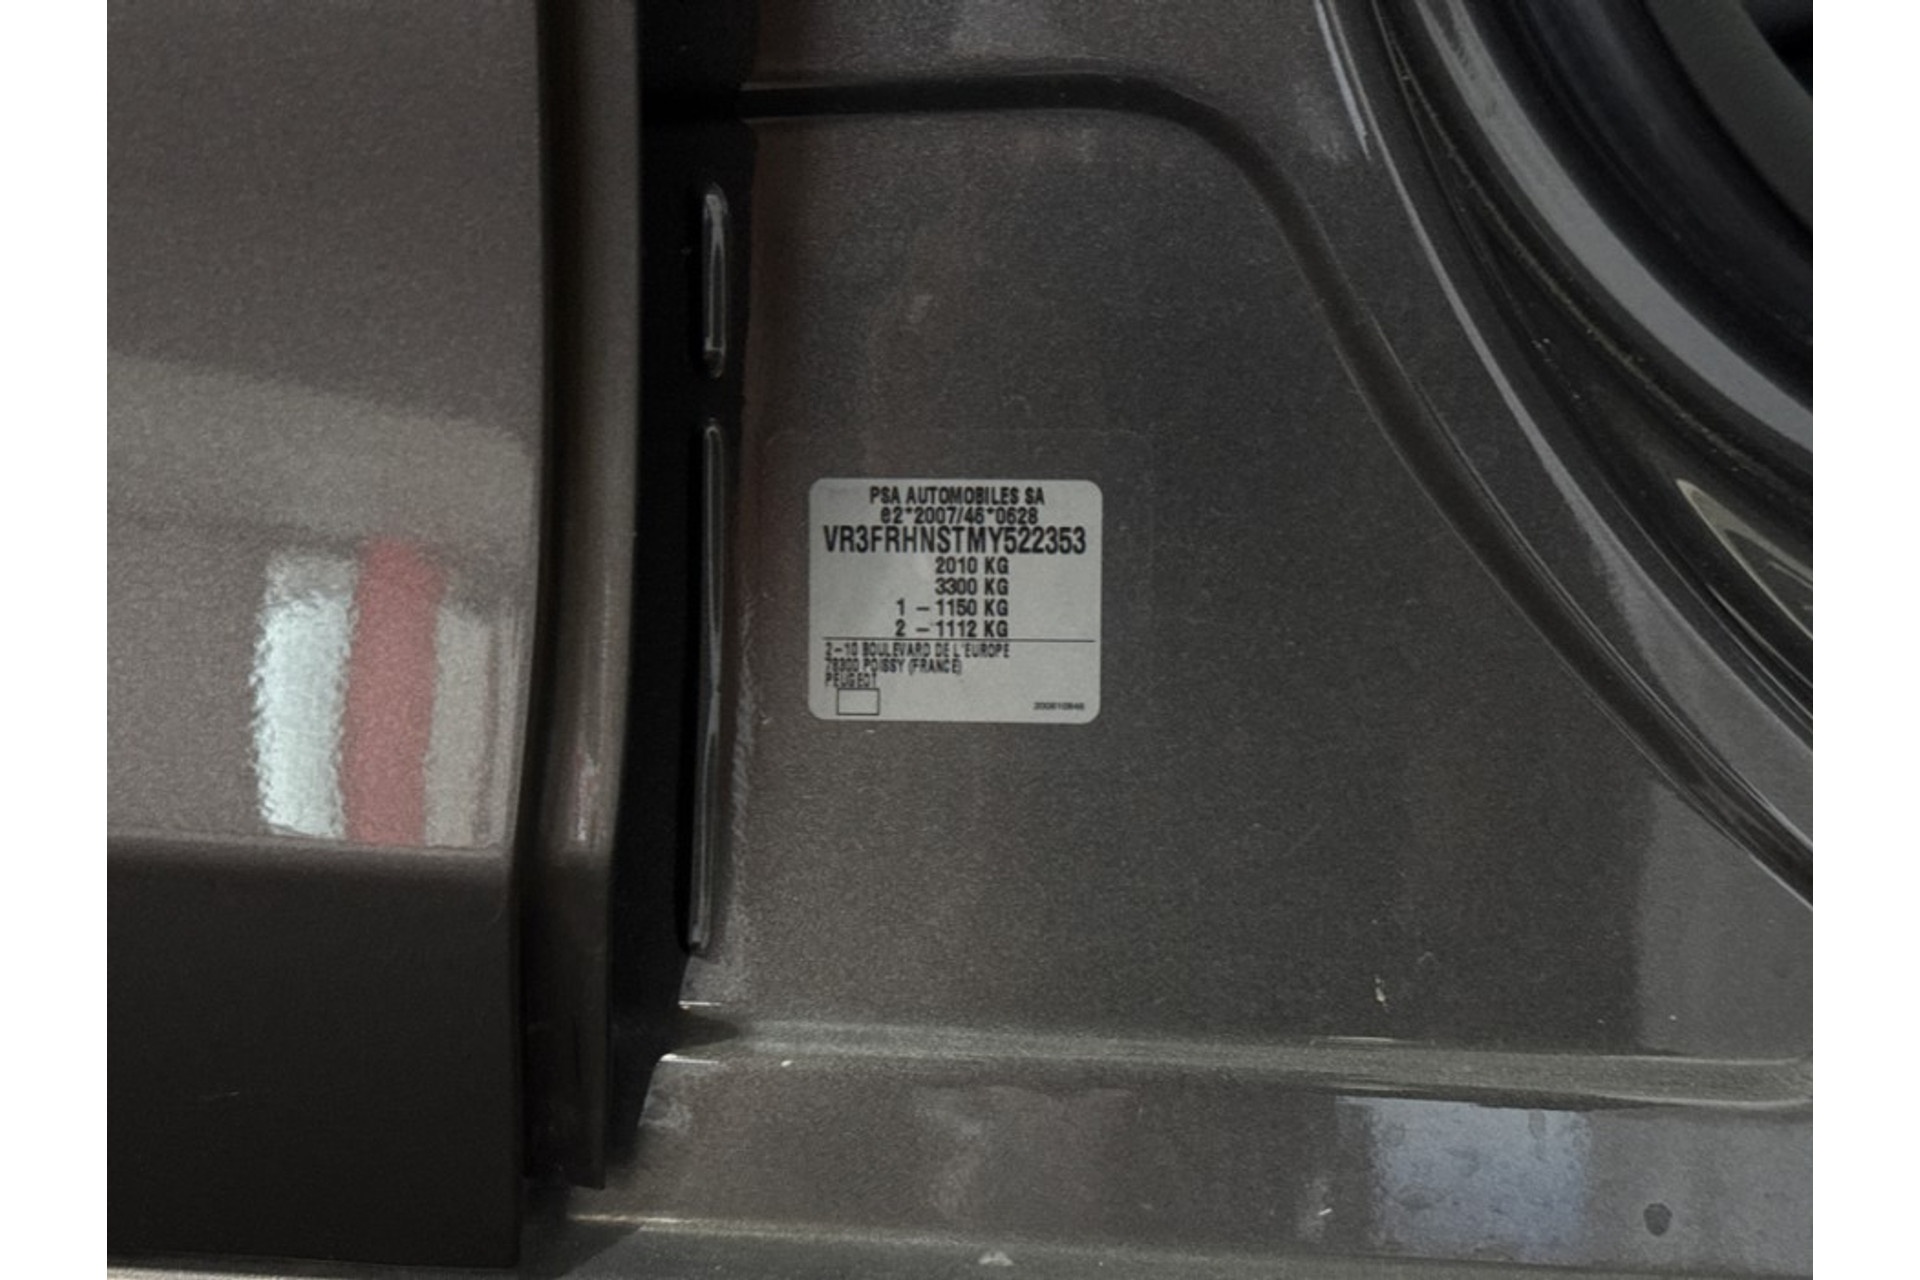 PSA AUTOMOBILES SA
e2*2007/46*0628
VR3FRHNSTMY522353
2010 KG
3300 KG
1 - 1150 KG
2 - 1112 KG
2-10 BOULEVARD DE L'EUROPE
78300 POISSY (FRANCE)
PEUGEOT